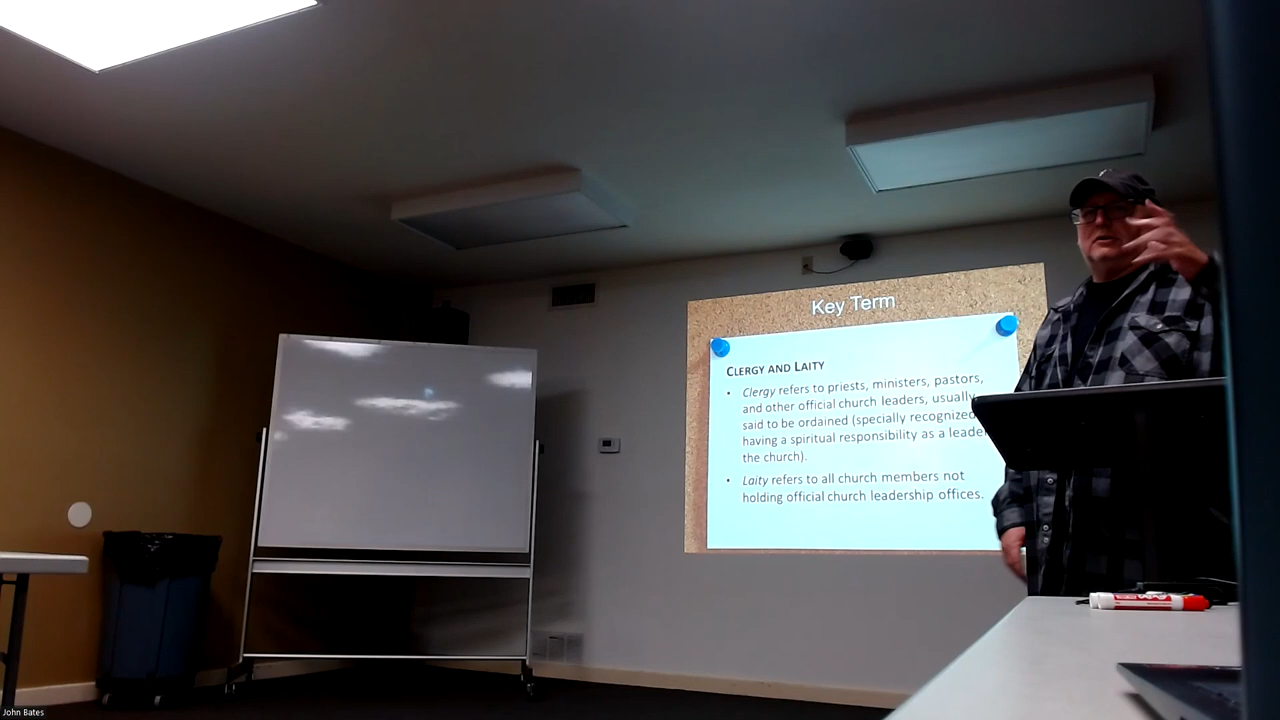 Key Term
CLERGY AND LAITY
• Clergy refers to priests, ministers, pastors,
and other official church leaders, usually
said to be ordained (specially recognized
having a spiritual responsibility as a leader
the church).
• Laity refers to all church members not
holding official church leadership offices.
John Bates